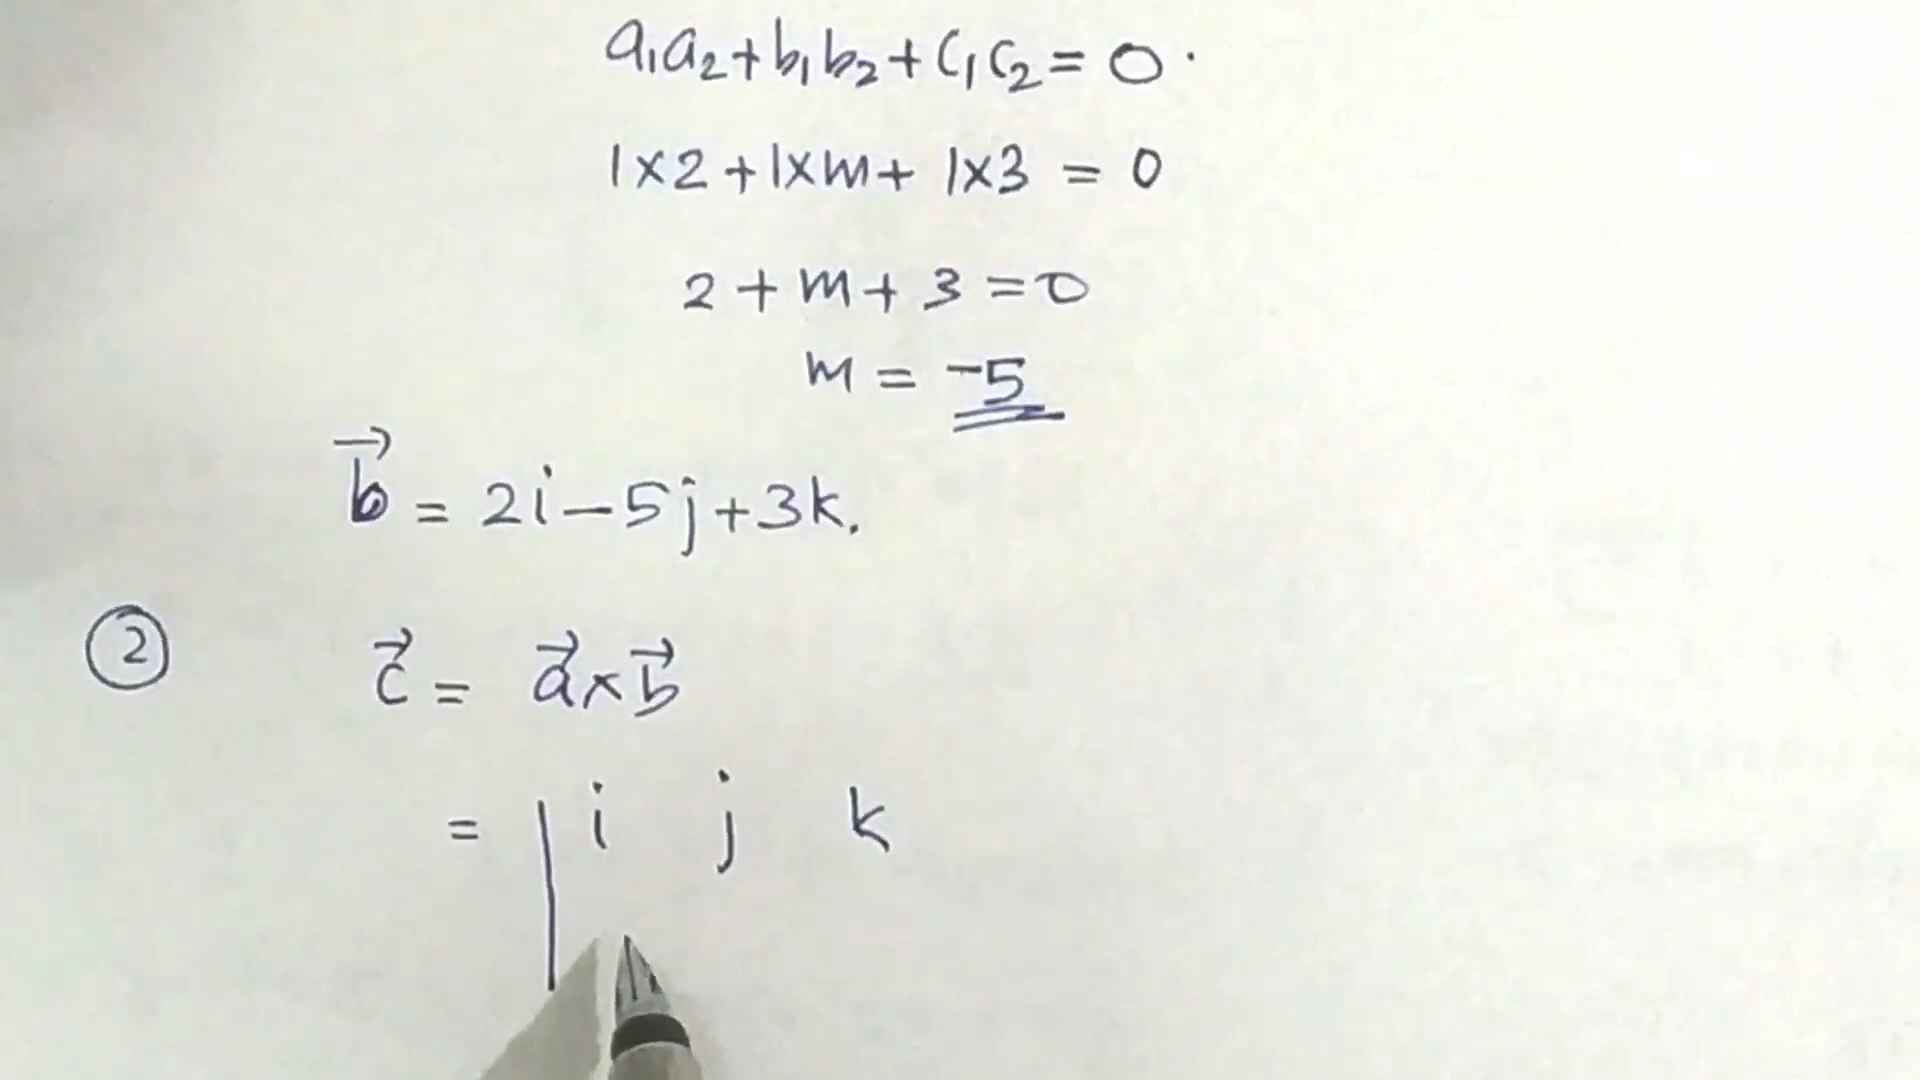 a₁a₂+b₁b₂+c₁c₂= 0.
1×2+1×m+ 1×3 = 0
2+m+ 3 =0
m = -5
b⃗ = 2i-5j+3k.
② c⃗ = a⃗×b⃗
= | i j k